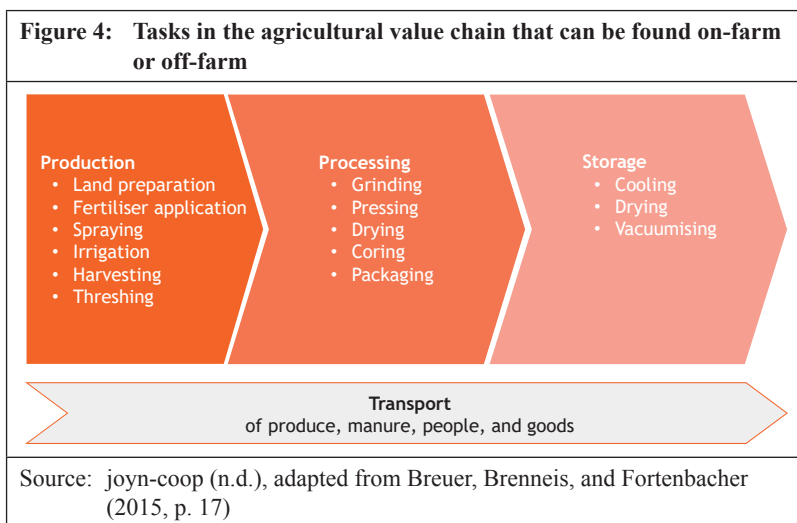 Figure 4: Tasks in the agricultural value chain that can be found on-farm
or off-farm
Production
• Land preparation
• Fertiliser application
• Spraying
• Irrigation
• Harvesting
• Threshing
Processing
• Grinding
• Pressing
• Drying
• Coring
• Packaging
Storage
• Cooling
• Drying
• Vacuumising
Transport
of produce, manure, people, and goods
Source: joyn-coop (n.d.), adapted from Breuer, Brenneis, and Fortenbacher
(2015, p. 17)